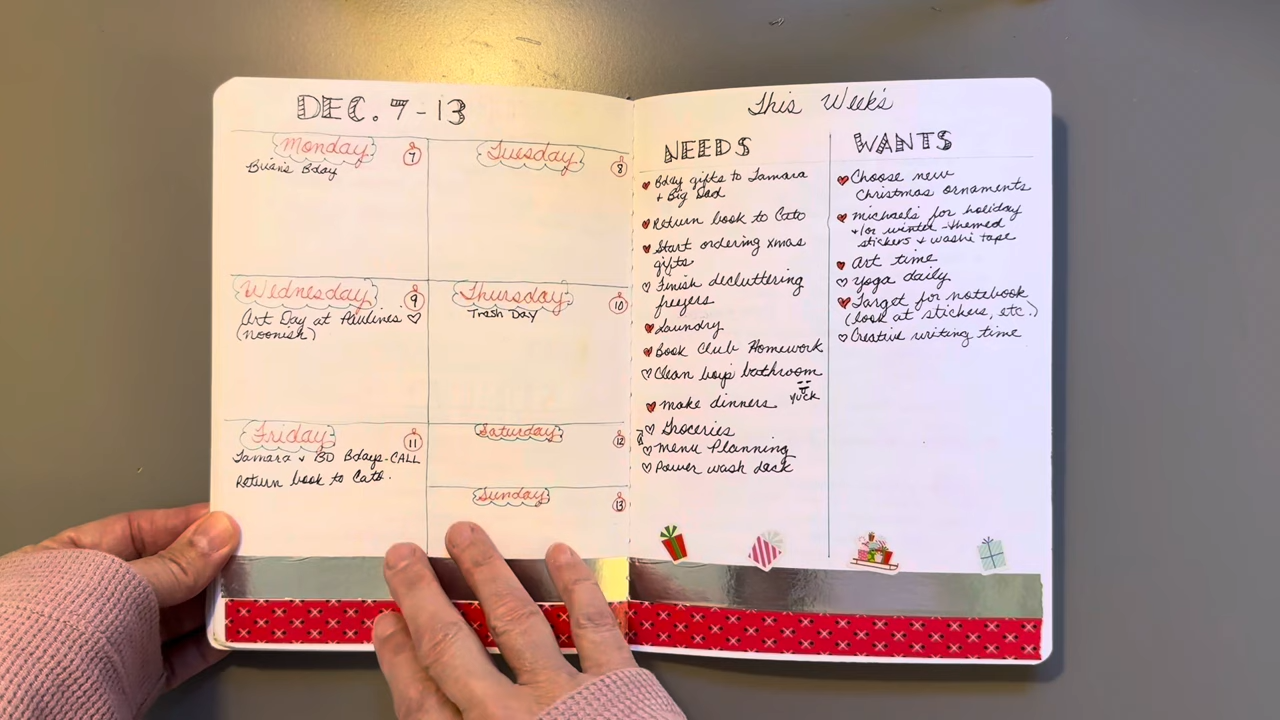 DEC. 7-13
Monday 7
Brian's Bday
Tuesday 8
Wednesday 9
Art Day at Paulines
(noonish)
Thursday 10
Trash Day
Friday 11
Tamara + BD Bdays-CALL
Return book to Cato.
Saturday 12
Sunday 13
This Week's
NEEDS
Bday gifts to Tamara
+ Big Dad
Return book to Cato
Start ordering xmas
gifts
Finish decluttering
freezers
Laundry
Book Club Homework
Clean boys bathroom
YUCK
make dinners
Groceries
Menu Planning
Power wash deck
WANTS
Choose new
Christmas ornaments
Michaels for holiday
+/or winter-themed
stickers + washi tape
Art time
yoga daily
Target for notebook
(look at stickers, etc.)
Creative writing time